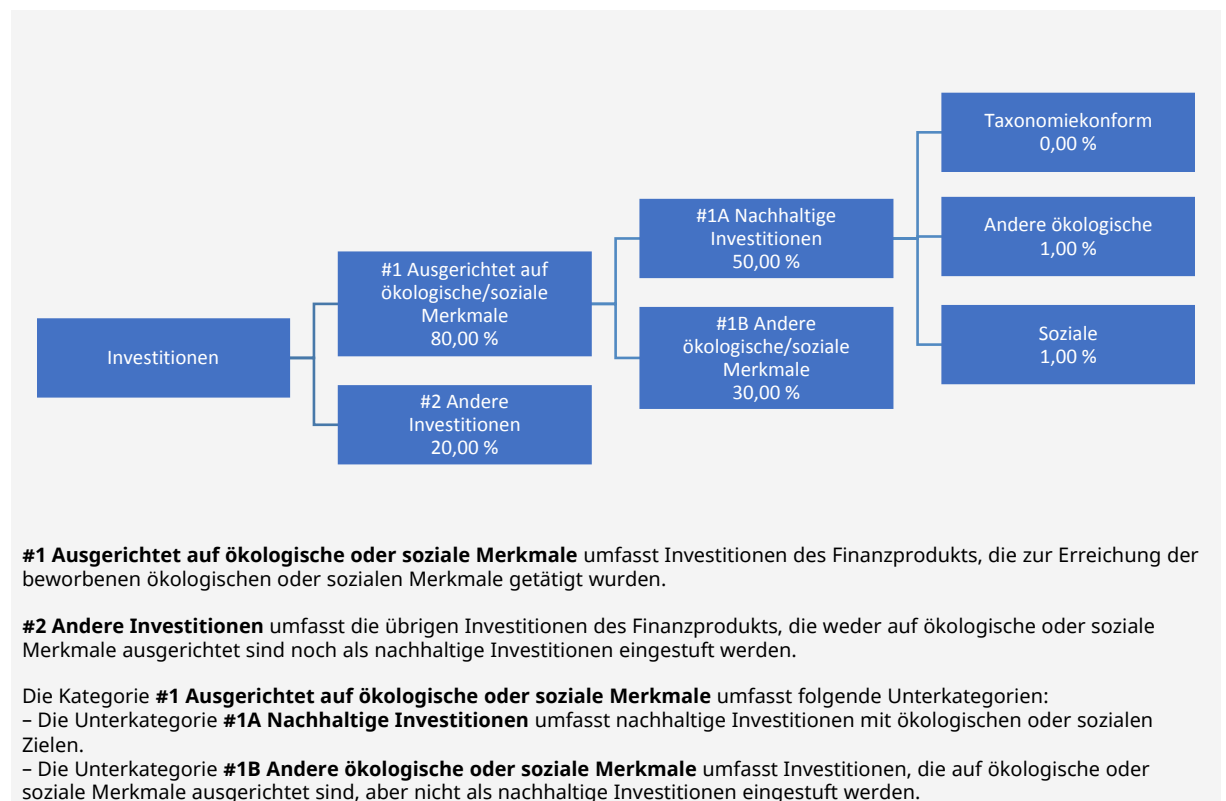 Investitionen
#1 Ausgerichtet auf
ökologische/soziale
Merkmale
80,00 %
#2 Andere
Investitionen
20,00 %
#1A Nachhaltige
Investitionen
50,00 %
#1B Andere
ökologische/soziale
Merkmale
30,00 %
Taxonomiekonform
0,00 %
Andere ökologische
1,00 %
Soziale
1,00 %
#1 Ausgerichtet auf ökologische oder soziale Merkmale umfasst Investitionen des Finanzprodukts, die zur Erreichung der
beworbenen ökologischen oder sozialen Merkmale getätigt wurden.
#2 Andere Investitionen umfasst die übrigen Investitionen des Finanzprodukts, die weder auf ökologische oder soziale
Merkmale ausgerichtet sind noch als nachhaltige Investitionen eingestuft werden.
Die Kategorie #1 Ausgerichtet auf ökologische oder soziale Merkmale umfasst folgende Unterkategorien:
– Die Unterkategorie #1A Nachhaltige Investitionen umfasst nachhaltige Investitionen mit ökologischen oder sozialen
Zielen.
– Die Unterkategorie #1B Andere ökologische oder soziale Merkmale umfasst Investitionen, die auf ökologische oder
soziale Merkmale ausgerichtet sind, aber nicht als nachhaltige Investitionen eingestuft werden.